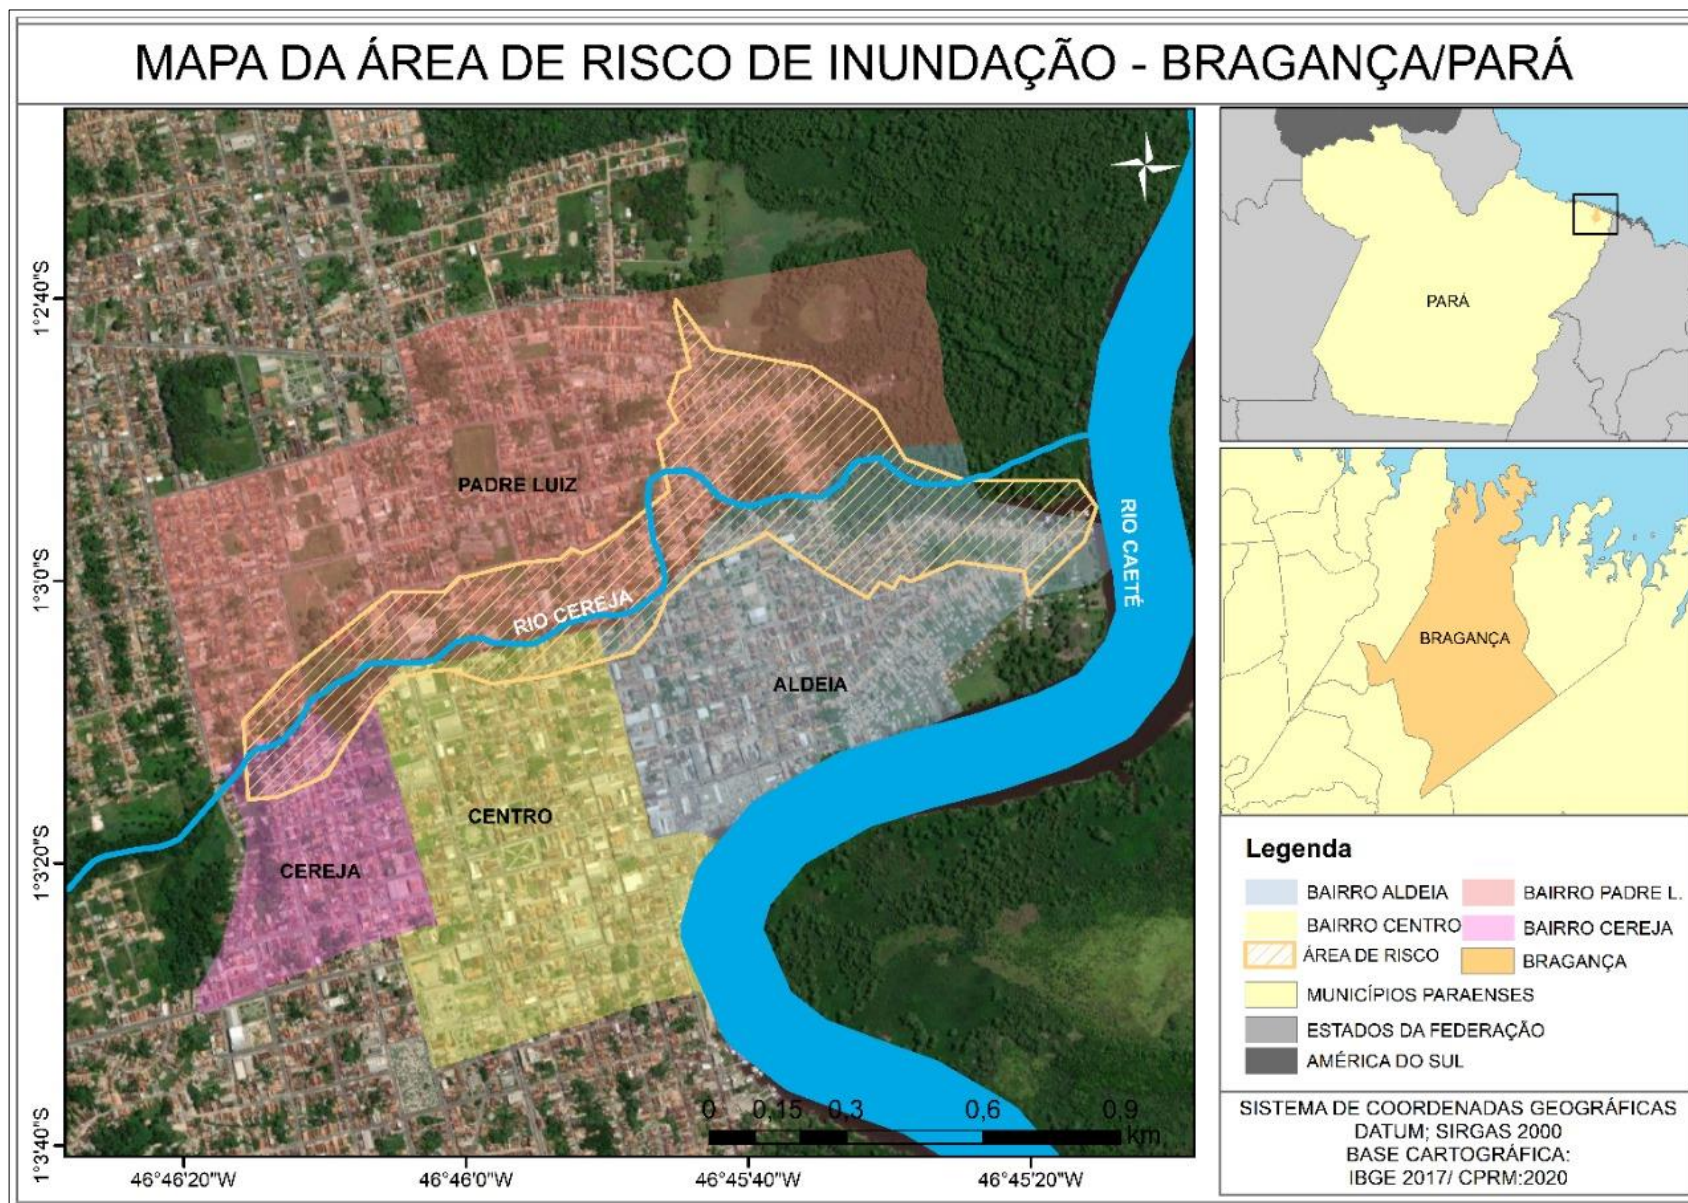 MAPA DA ÁREA DE RISCO DE INUNDAÇÃO - BRAGANÇA/PARÁ
1°2'40"S
1°3'0"S
1°3'20"S
1°3'40"S
46°46'20"W
46°46'0"W
46°45'40"W
46°45'20"W
PADRE LUIZ
RIO CEREJA
RIO CAETÉ
ALDEIA
CENTRO
CEREJA
0 0,15 0,3 0,6 0,9
km
PARÁ
BRAGANÇA
Legenda
BAIRRO ALDEIA
BAIRRO PADRE L.
BAIRRO CENTRO
BAIRRO CEREJA
ÁREA DE RISCO
BRAGANÇA
MUNICÍPIOS PARAENSES
ESTADOS DA FEDERAÇÃO
AMÉRICA DO SUL
SISTEMA DE COORDENADAS GEOGRÁFICAS
DATUM; SIRGAS 2000
BASE CARTOGRÁFICA:
IBGE 2017/ CPRM:2020